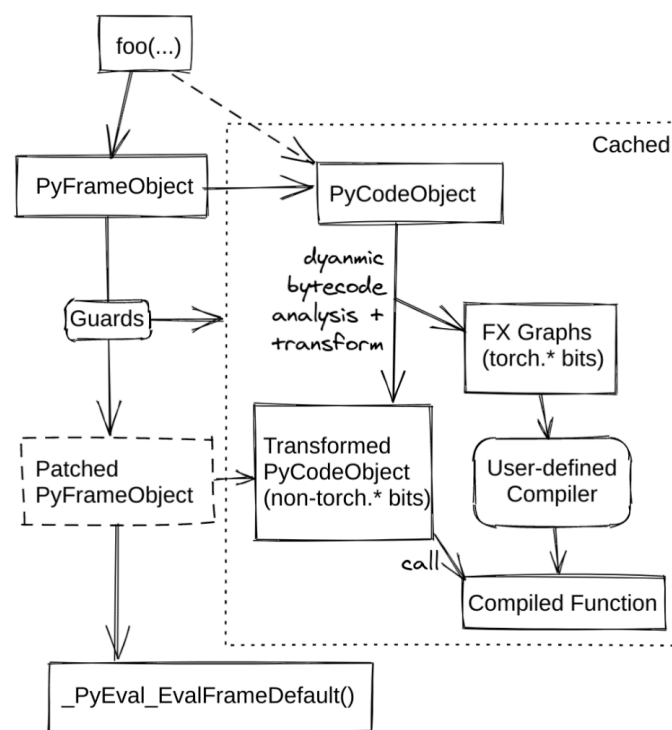 foo(...)
Cached
PyFrameObject
PyCodeObject
dyanmic
bytecode
analysis +
transform
Guards
FX Graphs
(torch.* bits)
Patched
PyFrameObject
Transformed
PyCodeObject
(non-torch.* bits)
User-defined
Compiler
call
Compiled Function
_PyEval_EvalFrameDefault()